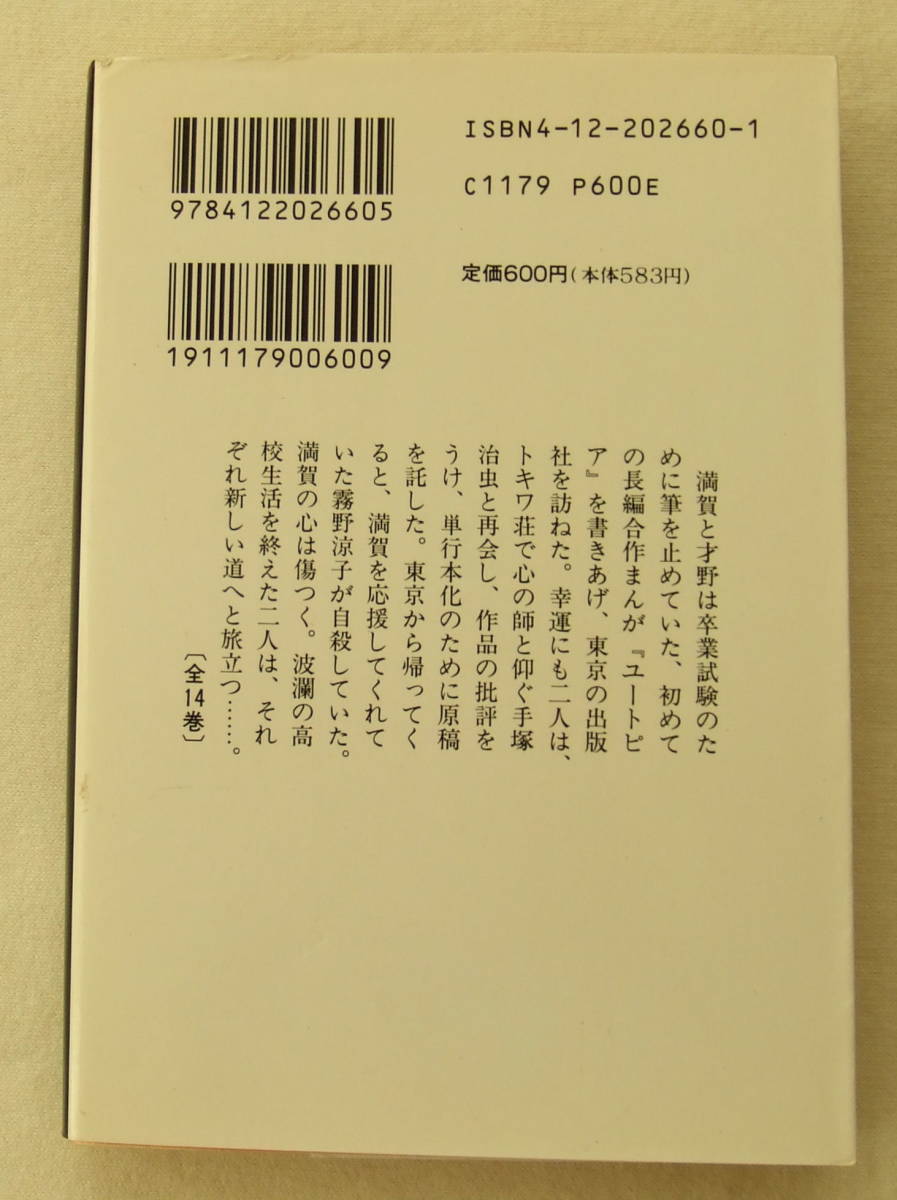 ISBN4-12-202660-1
C1179 P600E
9784122026605
定価600円(本体583円)
1911179006009
満賀と才野は卒業試験のた
めに筆を止めていた、初めて
の長編合作まんが『ユートピ
ア』を書きあげ、東京の出版
社を訪ねた。幸運にも二人は、
トキワ荘で心の師と仰ぐ手塚
治虫と再会し、作品の批評を
うけ、単行本化のために原稿
を託した。東京から帰ってく
ると、満賀を応援してくれて
いた霧野涼子が自殺していた。
満賀の心は傷つく。波瀾の高
校生活を終えた二人は、それ
ぞれ新しい道へと旅立つ……。
〔全14巻〕